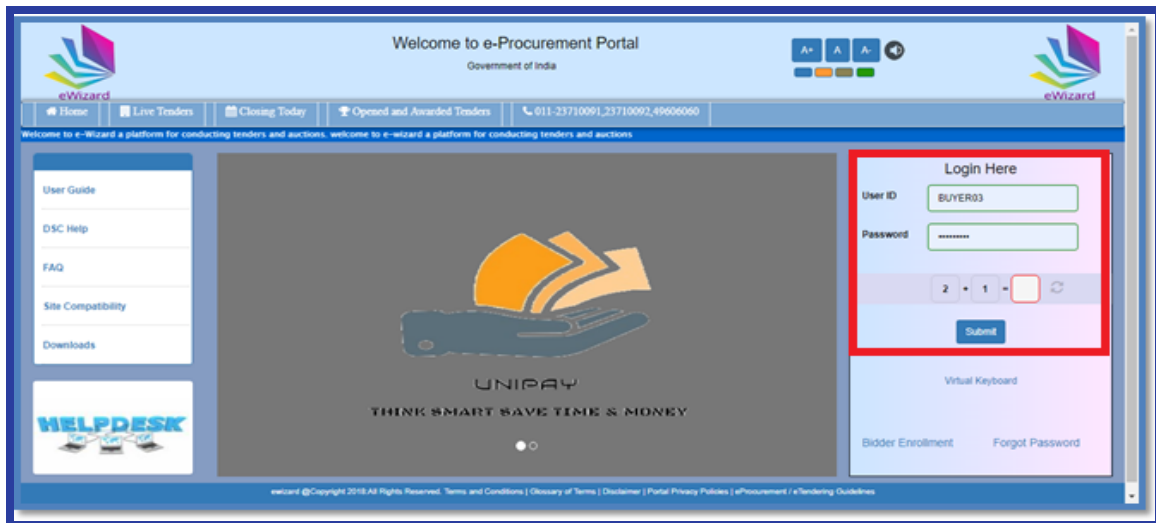 Welcome to e-Procurement Portal
Government of India
A+ A A-
eWizard
eWizard
Home Live Tenders Closing Today Opened and Awarded Tenders 011-23710091,23710092,49606060
Welcome to e-Wizard a platform for conducting tenders and auctions. welcome to e-wizard a platform for conducting tenders and auctions
User Guide
DSC Help
FAQ
Site Compatibility
Downloads
HELPDESK
UNIPAY
THINK SMART SAVE TIME & MONEY
Login Here
User ID BUYER03
Password ·········
2 + 1 =
Submit
Virtual Keyboard
Bidder Enrollment Forgot Password
ewizard @Copyright 2018.All Rights Reserved. Terms and Conditions | Glossary of Terms | Disclaimer | Portal Privacy Policies | eProcurement / eTendering Guidelines